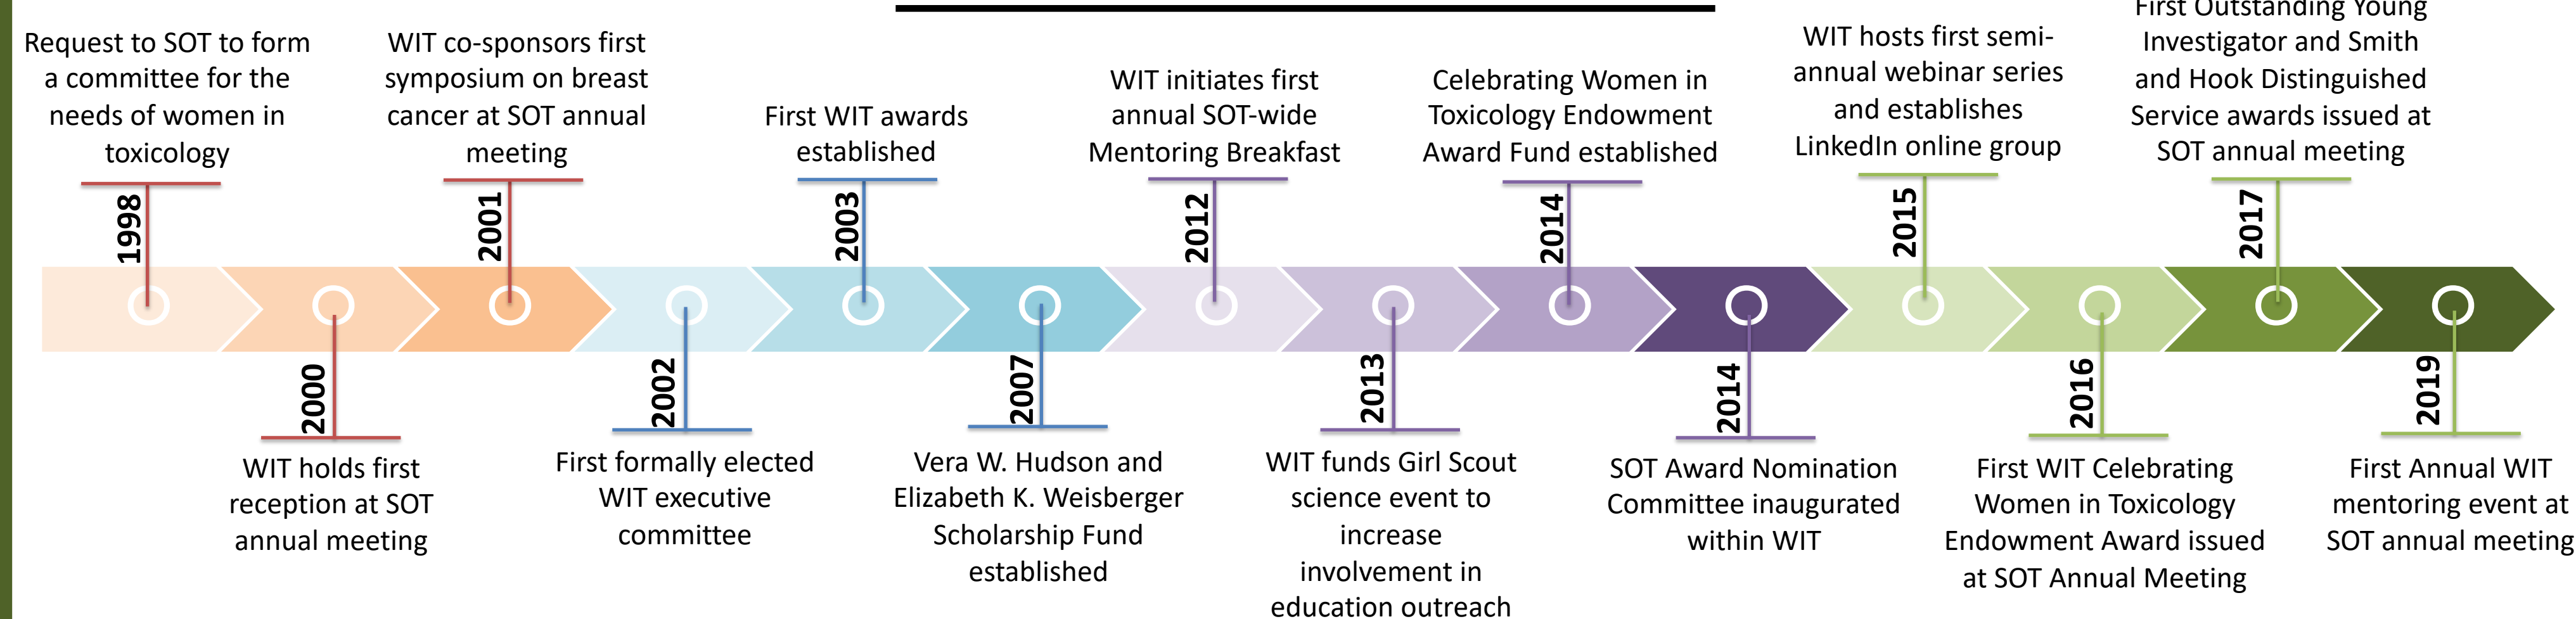 Request to SOT to form
a committee for the
needs of women in
toxicology
1998
2000
WIT holds first
reception at SOT
annual meeting
WIT co-sponsors first
symposium on breast
cancer at SOT annual
meeting
2001
2002
First formally elected
WIT executive
committee
First WIT awards
established
2003
2007
Vera W. Hudson and
Elizabeth K. Weisberger
Scholarship Fund
established
WIT initiates first
annual SOT-wide
Mentoring Breakfast
2012
2013
WIT funds Girl Scout
science event to
increase
involvement in
education outreach
Celebrating Women in
Toxicology Endowment
Award Fund established
2014
2014
SOT Award Nomination
Committee inaugurated
within WIT
WIT hosts first semi-
annual webinar series
and establishes
LinkedIn online group
2015
2016
First WIT Celebrating
Women in Toxicology
Endowment Award issued
at SOT Annual Meeting
First Outstanding Young
Investigator and Smith
and Hook Distinguished
Service awards issued at
SOT annual meeting
2017
2019
First Annual WIT
mentoring event at
SOT annual meeting